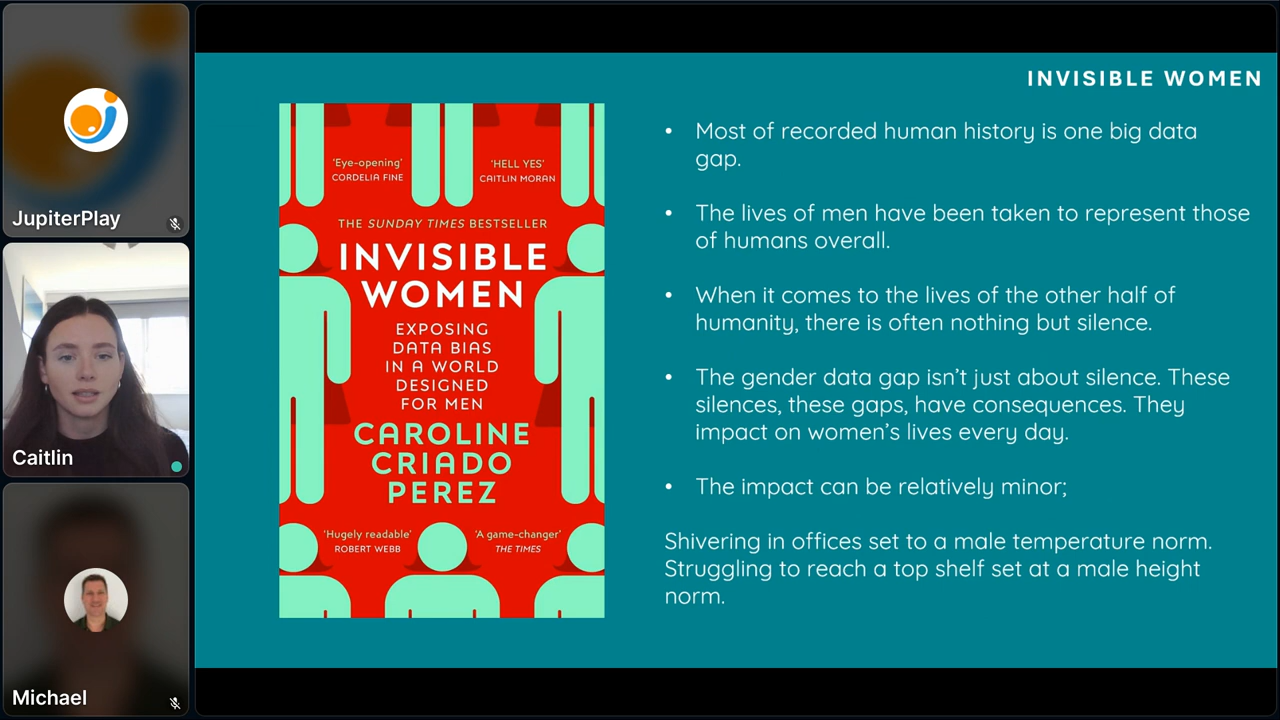 JupiterPlay
Caitlin
Michael
INVISIBLE WOMEN
'Eye-opening'
CORDELIA FINE
'HELL YES'
CAITLIN MORAN
THE SUNDAY TIMES BESTSELLER
INVISIBLE
WOMEN
EXPOSING
DATA BIAS
IN A WORLD
DESIGNED
FOR MEN
CAROLINE
CRIADO
PEREZ
'Hugely readable'
ROBERT WEBB
'A game-changer'
THE TIMES
• Most of recorded human history is one big data
gap.
• The lives of men have been taken to represent those
of humans overall.
• When it comes to the lives of the other half of
humanity, there is often nothing but silence.
• The gender data gap isn't just about silence. These
silences, these gaps, have consequences. They
impact on women's lives every day.
• The impact can be relatively minor;
Shivering in offices set to a male temperature norm.
Struggling to reach a top shelf set at a male height
norm.